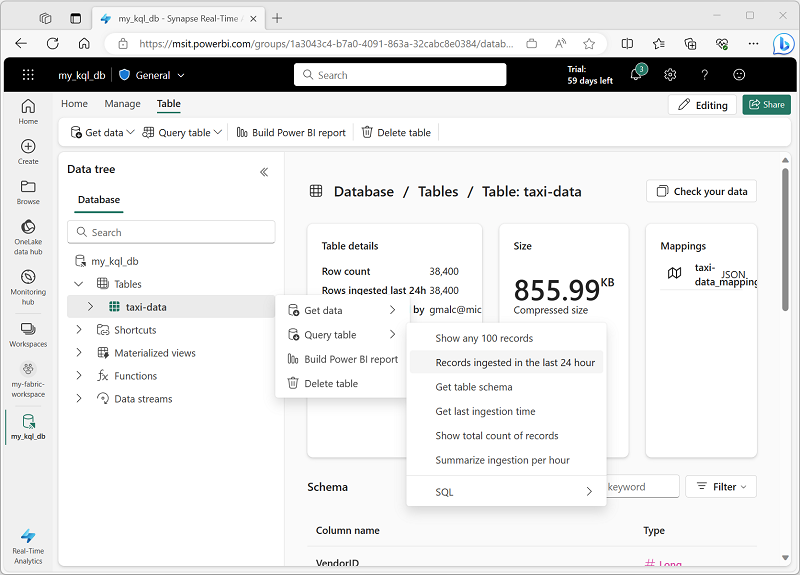 my_kql_db - Synapse Real-Time
https://msit.powerbi.com/groups/1a3043c4-b7a0-4091-863a-32cabc8e0384/datab...
my_kql_db General Search Trial: 59 days left 3
Home Manage Table Editing Share
Get data Query table Build Power BI report Delete table
Home
Create
Browse
OneLake
data hub
Monitoring
hub
Workspaces
my-fabric-
workspace
my_kql_db
Real-Time
Analytics
Data tree
Database
Search
my_kql_db
Tables
taxi-data
Shortcuts
Materialized views
Functions
Data streams
Database / Tables / Table: taxi-data
Check your data
Table details
Row count 38,400
Rows ingested last 24h 38,400
by gmalc@mic
Size
855.99 KB
Compressed size
Mappings
taxi-
data_mapping
JSON
Get data
Query table
Build Power BI report
Delete table
Show any 100 records
Records ingested in the last 24 hour
Get table schema
Get last ingestion time
Show total count of records
Summarize ingestion per hour
SQL
Schema keyword Filter
Column name Type
VendorID Long